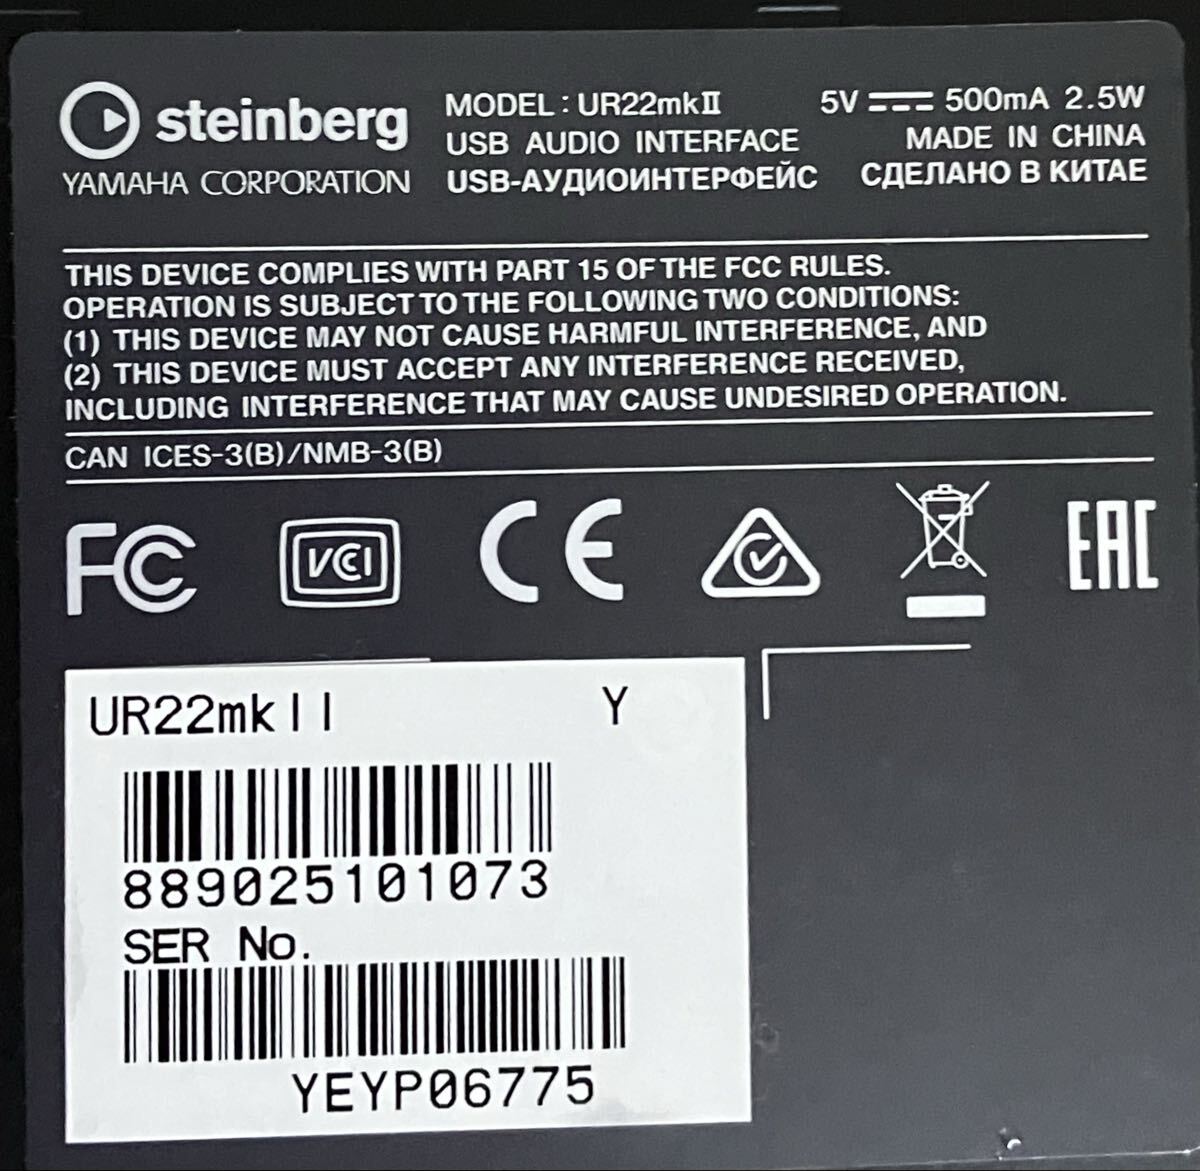 steinberg
YAMAHA CORPORATION
MODEL : UR22mkII
USB AUDIO INTERFACE
USB-АУДИОИНТЕРФЕЙС
5V 500mA 2.5W
MADE IN CHINA
СДЕЛАНО В КИТАЕ
THIS DEVICE COMPLIES WITH PART 15 OF THE FCC RULES.
OPERATION IS SUBJECT TO THE FOLLOWING TWO CONDITIONS:
(1) THIS DEVICE MAY NOT CAUSE HARMFUL INTERFERENCE, AND
(2) THIS DEVICE MUST ACCEPT ANY INTERFERENCE RECEIVED,
INCLUDING INTERFERENCE THAT MAY CAUSE UNDESIRED OPERATION.
CAN ICES-3(B)/NMB-3(B)
FC VCI CE EAC
UR22mkII Y
889025101073
SER No.
YEYP06775